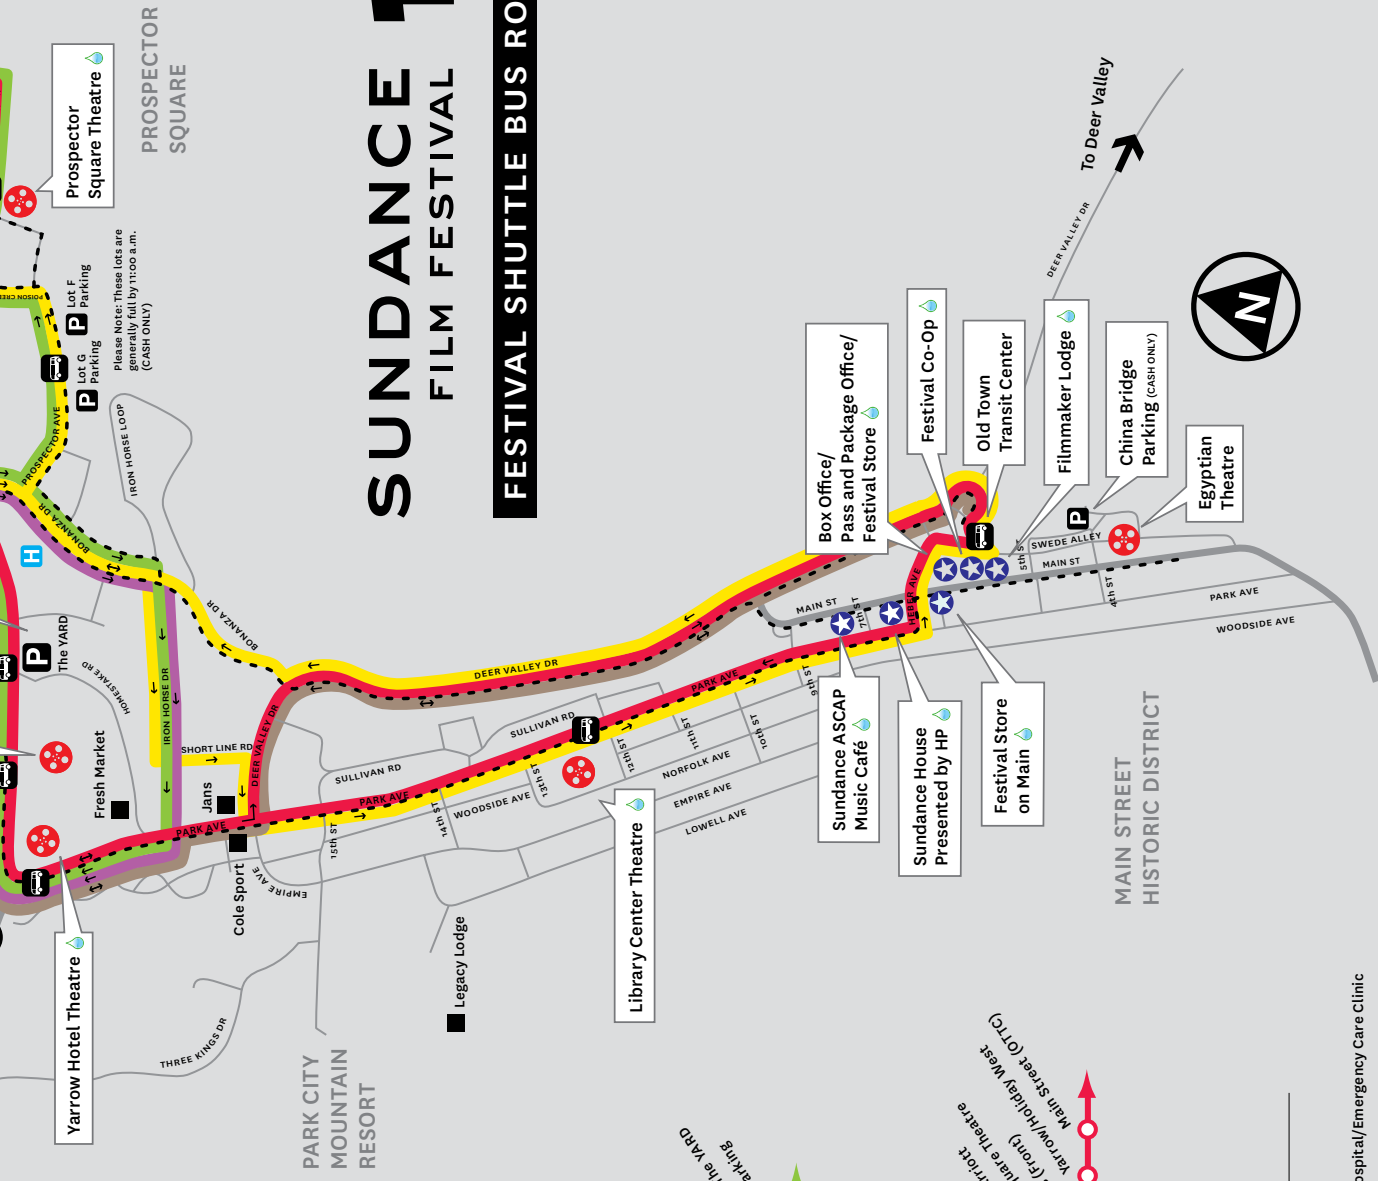 SUNDANCE
FILM FESTIVAL
FESTIVAL SHUTTLE BUS RO
PROSPECTOR
SQUARE
Prospector
Square Theatre
Lot F
Parking
Lot G
Parking
Please Note: These lots are
generally full by 11:00 a.m.
(CASH ONLY)
PROSPECTOR AVE
IRON HORSE LOOP
BONANZA DR
BONANZA DR
H
P
P
P
The YARD
HOMESTAKE RD
IRON HORSE DR
SHORT LINE RD
DEER VALLEY DR
DEER VALLEY DR
Fresh Market
Jans
PARK AVE
PARK AVE
PARK AVE
Cole Sport
EMPIRE AVE
Yarrow Hotel Theatre
THREE KINGS DR
PARK CITY
MOUNTAIN
RESORT
Legacy Lodge
SULLIVAN RD
SULLIVAN RD
15th ST
14th ST
13th ST
12th ST
11th ST
10th ST
9th ST
7th ST
5th ST
4th ST
WOODSIDE AVE
NORFOLK AVE
EMPIRE AVE
LOWELL AVE
Library Center Theatre
Box Office/
Pass and Package Office/
Festival Store
Festival Co-Op
Old Town
Transit Center
Filmmaker Lodge
China Bridge
Parking (CASH ONLY)
Egyptian
Theatre
P
MAIN ST
MAIN ST
HEBER AVE
SWEDE ALLEY
PARK AVE
WOODSIDE AVE
DEER VALLEY DR
To Deer Valley
N
Sundance ASCAP
Music Café
Sundance House
Presented by HP
Festival Store
on Main
MAIN STREET
HISTORIC DISTRICT
Main Street (OTTC)
Yarrow/Holiday West
(Front)
quare Theatre
rriott
The YARD
arking
ospital/Emergency Care Clinic